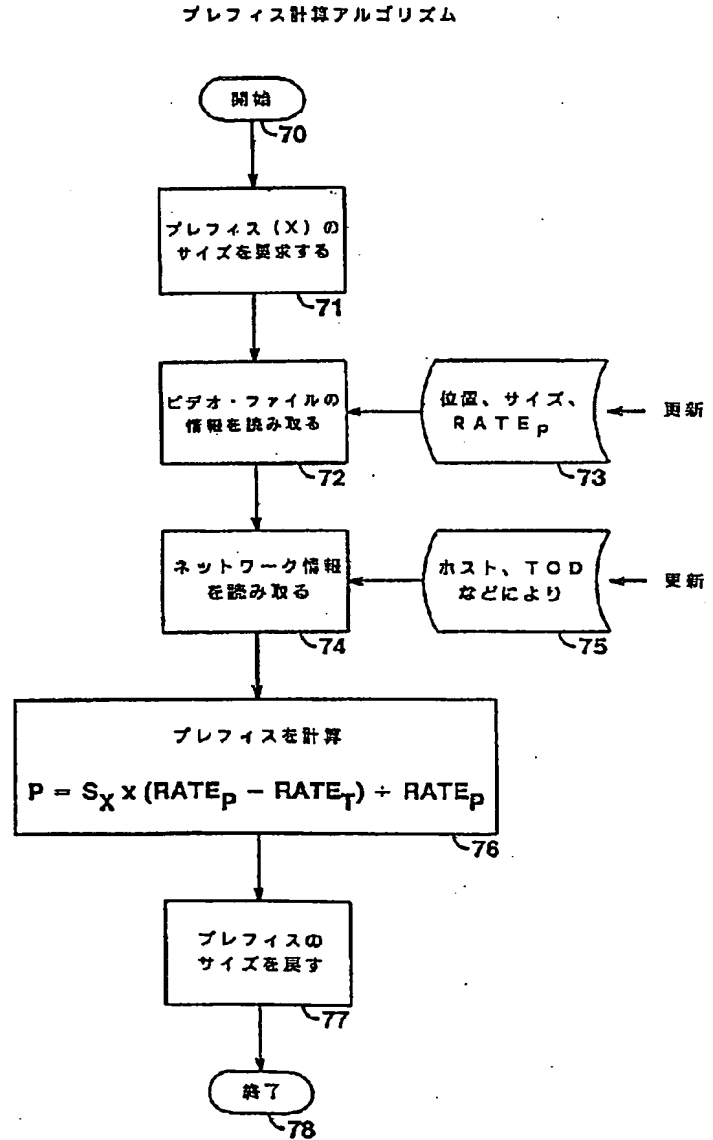 プレフィス計算アルゴリズム
開始
70
プレフィス（X）の
サイズを要求する
71
ビデオ・ファイルの
情報を読み取る
72
位置、サイズ、
RATEp
73
更新
ネットワーク情報
を読み取る
74
ホスト、TOD
などにより
75
更新
プレフィスを計算
P = SX x (RATEP − RATET) ÷ RATEP
76
プレフィスの
サイズを戻す
77
終了
78